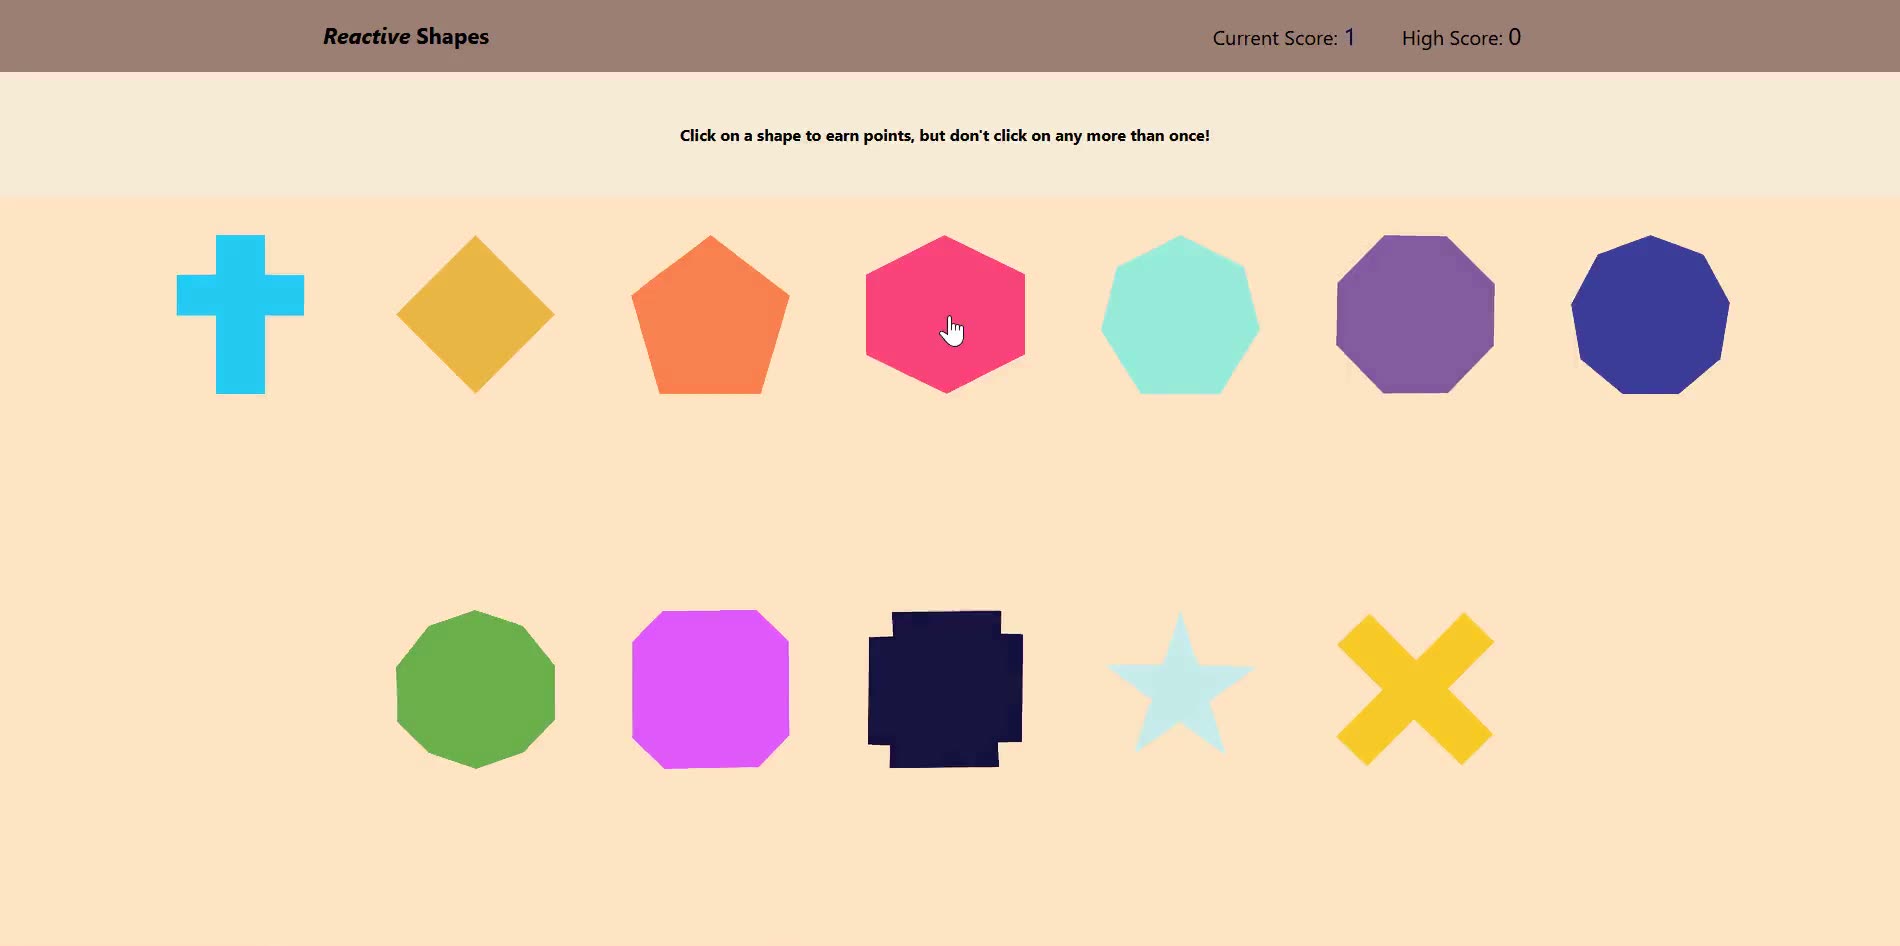 Reactive Shapes
Current Score: 1
High Score: 0
Click on a shape to earn points, but don't click on any more than once!